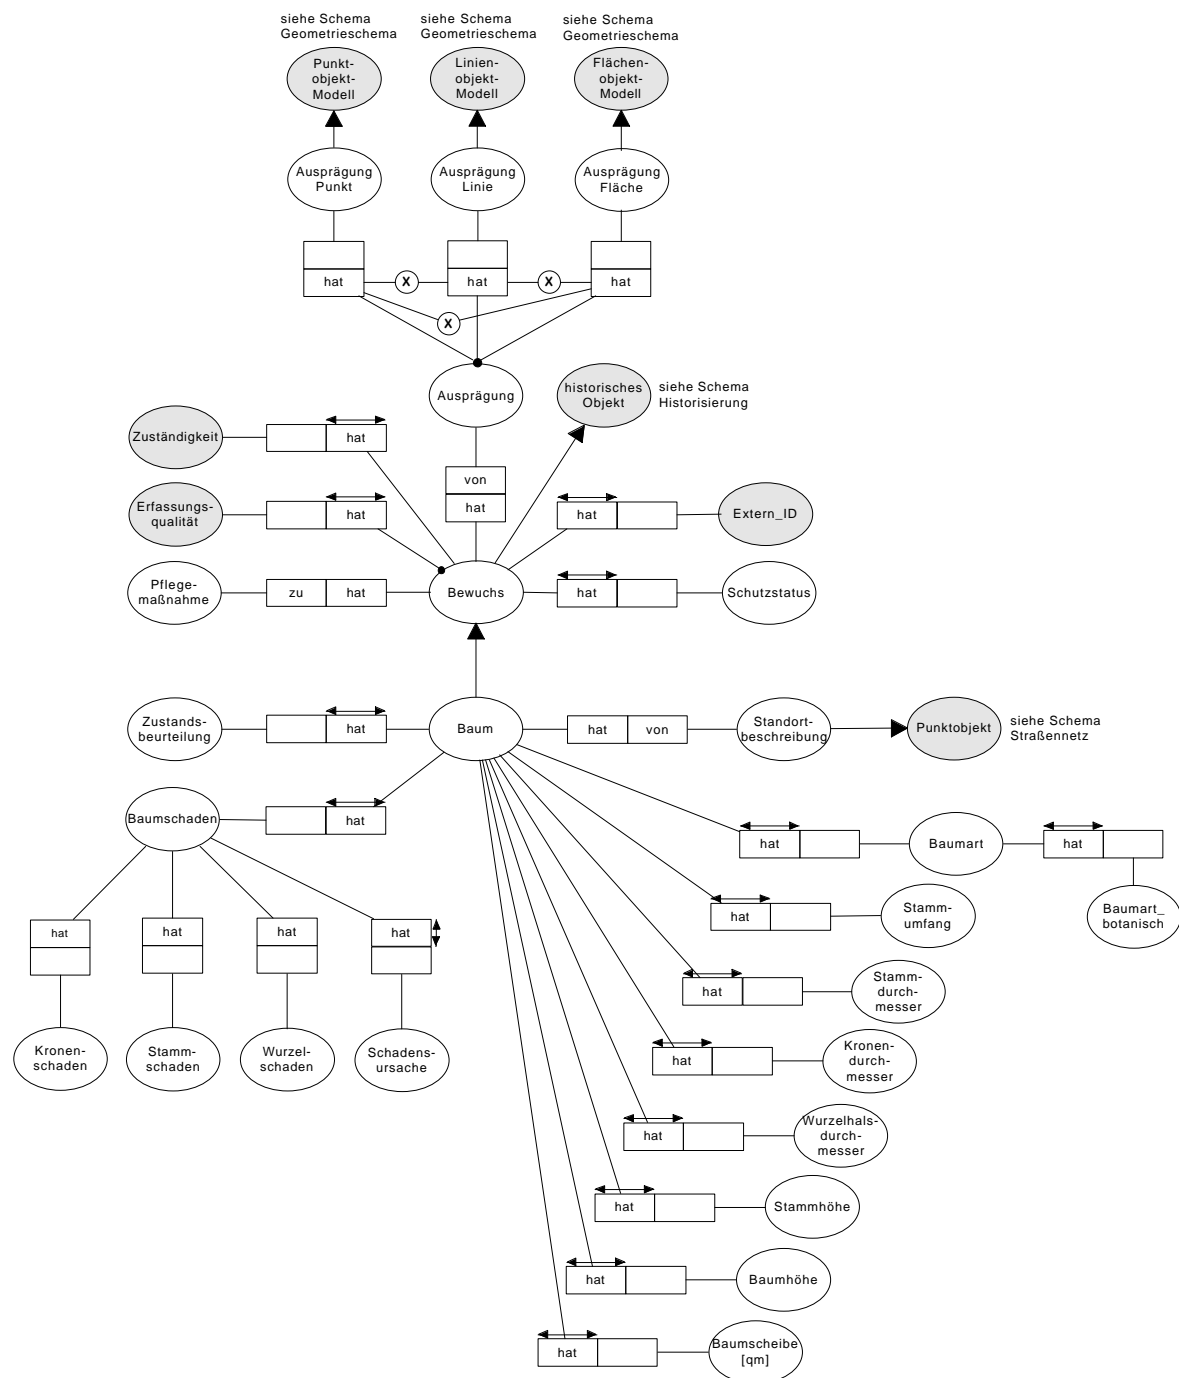 siehe Schema
Geometrieschema
siehe Schema
Geometrieschema
siehe Schema
Geometrieschema
Punkt-
objekt-
Modell
Linien-
objekt-
Modell
Flächen-
objekt-
Modell
Ausprägung
Punkt
Ausprägung
Linie
Ausprägung
Fläche
hat
X
hat
X
hat
X
Ausprägung
historisches
Objekt
siehe Schema
Historisierung
Zuständigkeit
hat
von
hat
Erfassungs-
qualität
hat
hat
Extern_ID
Pflege-
maßnahme
zu
hat
Bewuchs
hat
Schutzstatus
Zustands-
beurteilung
hat
Baum
hat
von
Standort-
beschreibung
Punktobjekt
siehe Schema
Straßennetz
Baumschaden
hat
hat
Baumart
hat
Baumart_
botanisch
hat
Stamm-
umfang
hat
hat
hat
hat
hat
Stamm-
durch-
messer
Kronen-
schaden
Stamm-
schaden
Wurzel-
schaden
Schadens-
ursache
hat
Kronen-
durch-
messer
hat
Wurzelhals-
durch-
messer
hat
Stammhöhe
hat
Baumhöhe
hat
Baumscheibe
[qm]